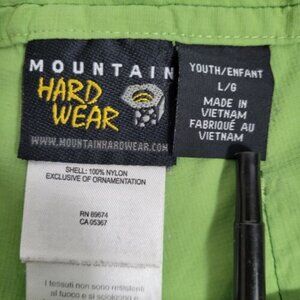 MOUNTAIN
HARD
WEAR
WWW.MOUNTAINHARDWEAR.COM
YOUTH/ENFANT
L/G
MADE IN
VIETNAM
FABRIQUÉ AU
VIETNAM
SHELL: 100% NYLON
EXCLUSIVE OF ORNAMENTATION
RN 89674
CA 05367
I tessuti non sono resistenti
al fuoco e si sciolgono